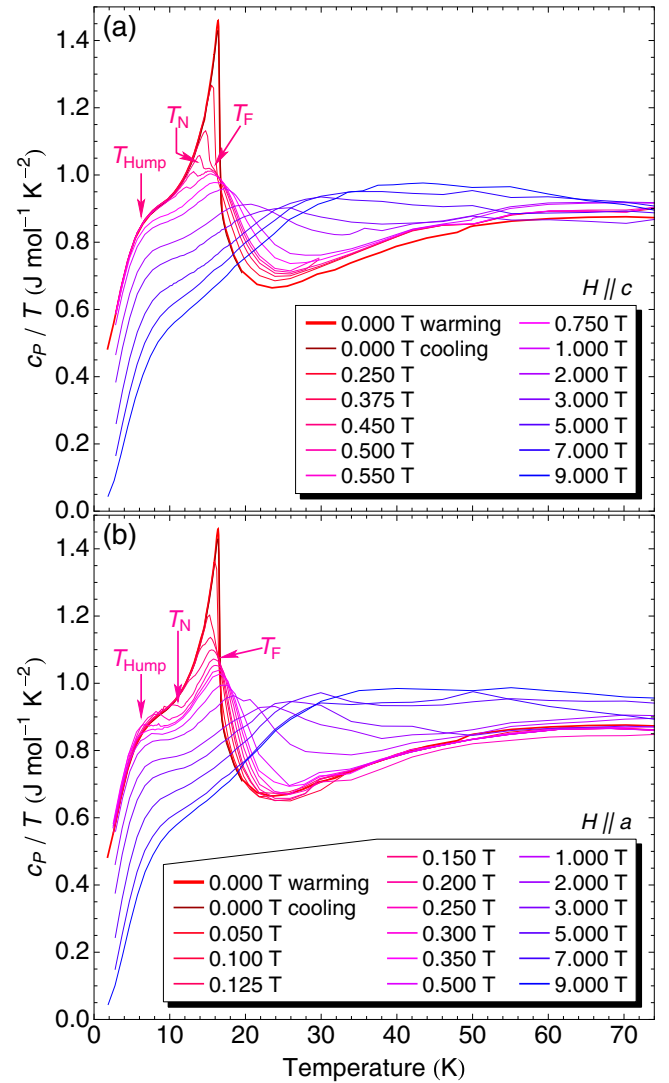 (a)
1.4
1.2
1.0
0.8
0.6
0.4
0.2
0.0
c_P / T (J mol⁻¹ K⁻²)
T_N
T_F
T_Hump
H || c
0.000 T warming
0.000 T cooling
0.250 T
0.375 T
0.450 T
0.500 T
0.550 T
0.750 T
1.000 T
2.000 T
3.000 T
5.000 T
7.000 T
9.000 T
(b)
1.4
1.2
1.0
0.8
0.6
0.4
0.2
0.0
c_P / T (J mol⁻¹ K⁻²)
T_N
T_Hump
T_F
H || a
0.000 T warming
0.000 T cooling
0.050 T
0.100 T
0.125 T
0.150 T
0.200 T
0.250 T
0.300 T
0.350 T
0.500 T
1.000 T
2.000 T
3.000 T
5.000 T
7.000 T
9.000 T
0 10 20 30 40 50 60 70
Temperature (K)